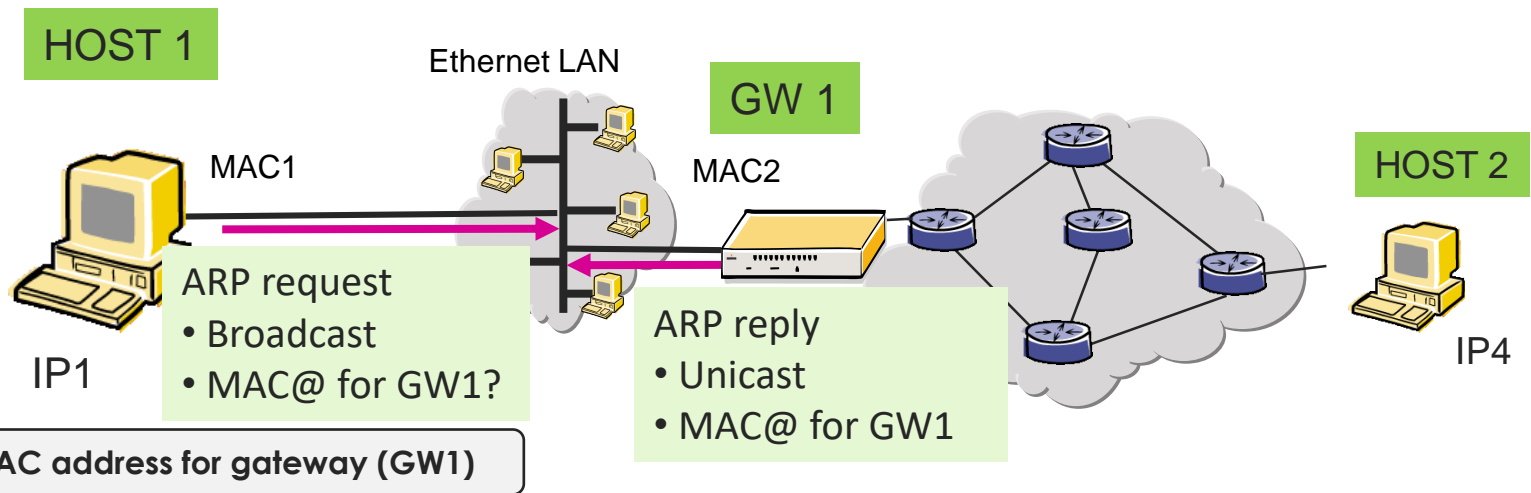 HOST 1
Ethernet LAN
GW 1
MAC1
MAC2
HOST 2
ARP request
• Broadcast
• MAC@ for GW1?
ARP reply
• Unicast
• MAC@ for GW1
IP1
IP4
AC address for gateway (GW1)